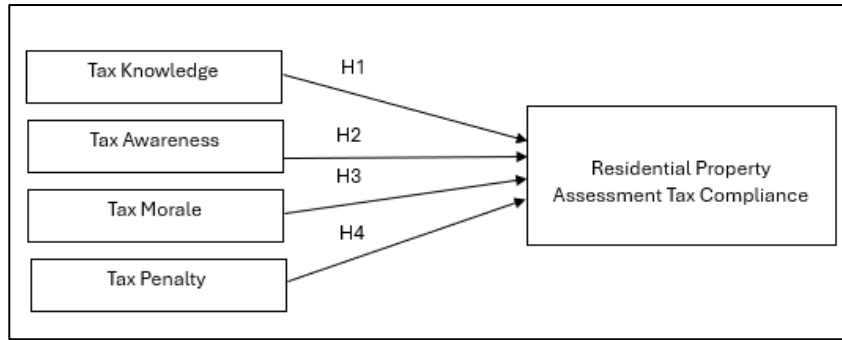 Tax Knowledge
H1
Tax Awareness
H2
H3
Tax Morale
H4
Tax Penalty
Residential Property
Assessment Tax Compliance